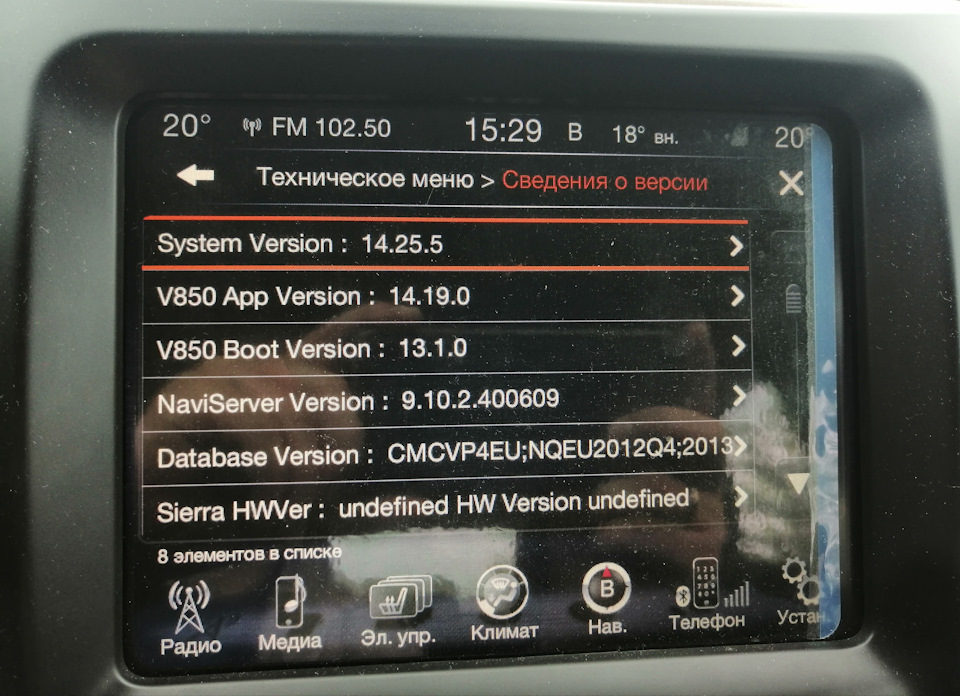 20° FM 102.50 15:29 В 18° вн. 20°
Техническое меню > Сведения о версии
System Version : 14.25.5
V850 App Version : 14.19.0
V850 Boot Version : 13.1.0
NaviServer Version : 9.10.2.400609
Database Version : CMCVP4EU;NQEU2012Q4;2013
Sierra HWVer : undefined HW Version undefined
8 элементов в списке
Радио Медиа Эл. упр. Климат В Нав. Телефон Устан.